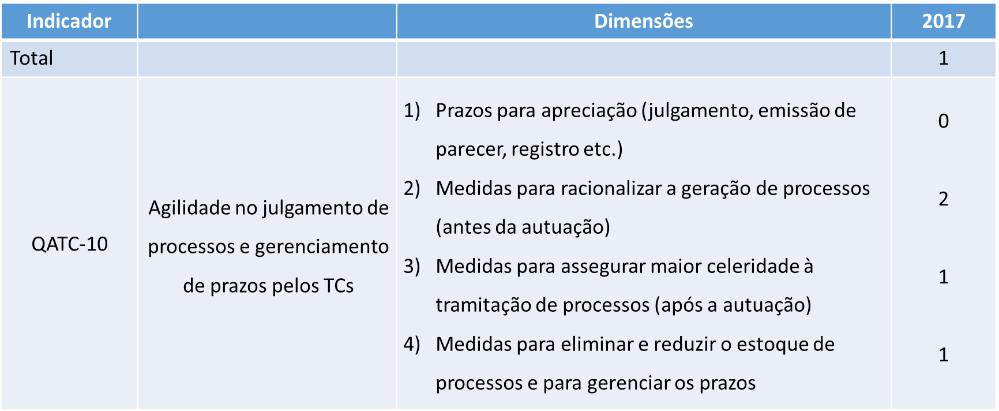 Indicador Dimensões 2017
Total 1
QATC-10
Agilidade no julgamento de
processos e gerenciamento
de prazos pelos TCs
1) Prazos para apreciação (julgamento, emissão de
parecer, registro etc.)
0
2) Medidas para racionalizar a geração de processos
(antes da autuação)
2
3) Medidas para assegurar maior celeridade à
tramitação de processos (após a autuação)
1
4) Medidas para eliminar e reduzir o estoque de
processos e para gerenciar os prazos
1